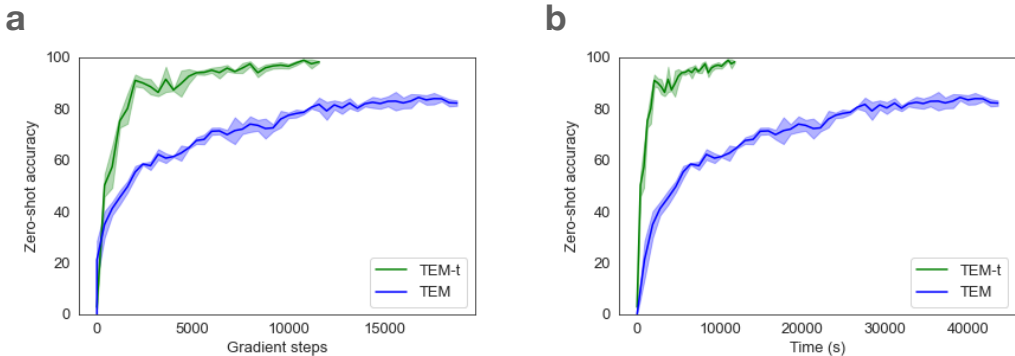 a
100
80
60
40
20
0
Zero-shot accuracy
0 5000 10000 15000
Gradient steps
TEM-t
TEM
b
100
80
60
40
20
0
Zero-shot accuracy
0 10000 20000 30000 40000
Time (s)
TEM-t
TEM